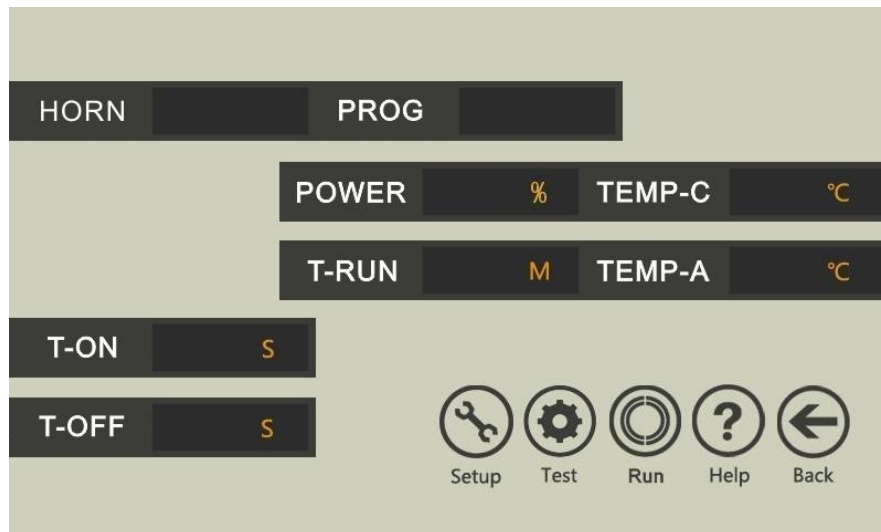 HORN PROG
POWER % TEMP-C °C
T-RUN M TEMP-A °C
T-ON S
T-OFF S
Setup Test Run Help Back